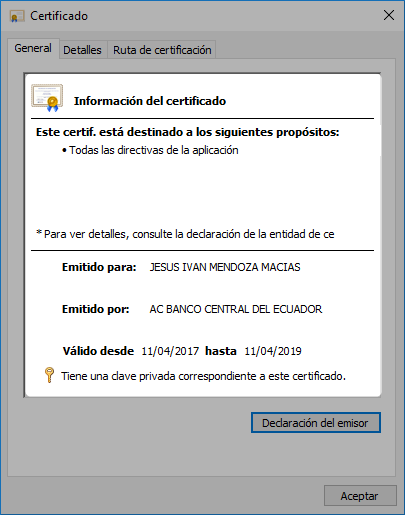 Certificado
General Detalles Ruta de certificación
Información del certificado
Este certif. está destinado a los siguientes propósitos:
• Todas las directivas de la aplicación
* Para ver detalles, consulte la declaración de la entidad de ce
Emitido para: JESUS IVAN MENDOZA MACIAS
Emitido por: AC BANCO CENTRAL DEL ECUADOR
Válido desde 11/04/2017 hasta 11/04/2019
Tiene una clave privada correspondiente a este certificado.
Declaración del emisor
Aceptar